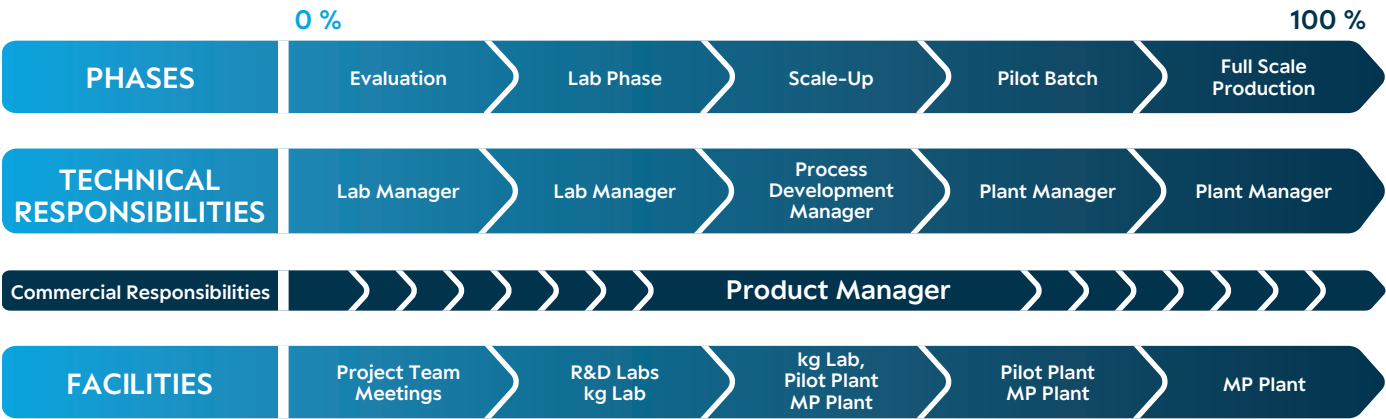 0 %
100 %
PHASES
Evaluation
Lab Phase
Scale-Up
Pilot Batch
Full Scale
Production
TECHNICAL
RESPONSIBILITIES
Lab Manager
Lab Manager
Process
Development
Manager
Plant Manager
Plant Manager
Commercial Responsibilities
Product Manager
FACILITIES
Project Team
Meetings
R&D Labs
kg Lab
kg Lab,
Pilot Plant
MP Plant
Pilot Plant
MP Plant
MP Plant